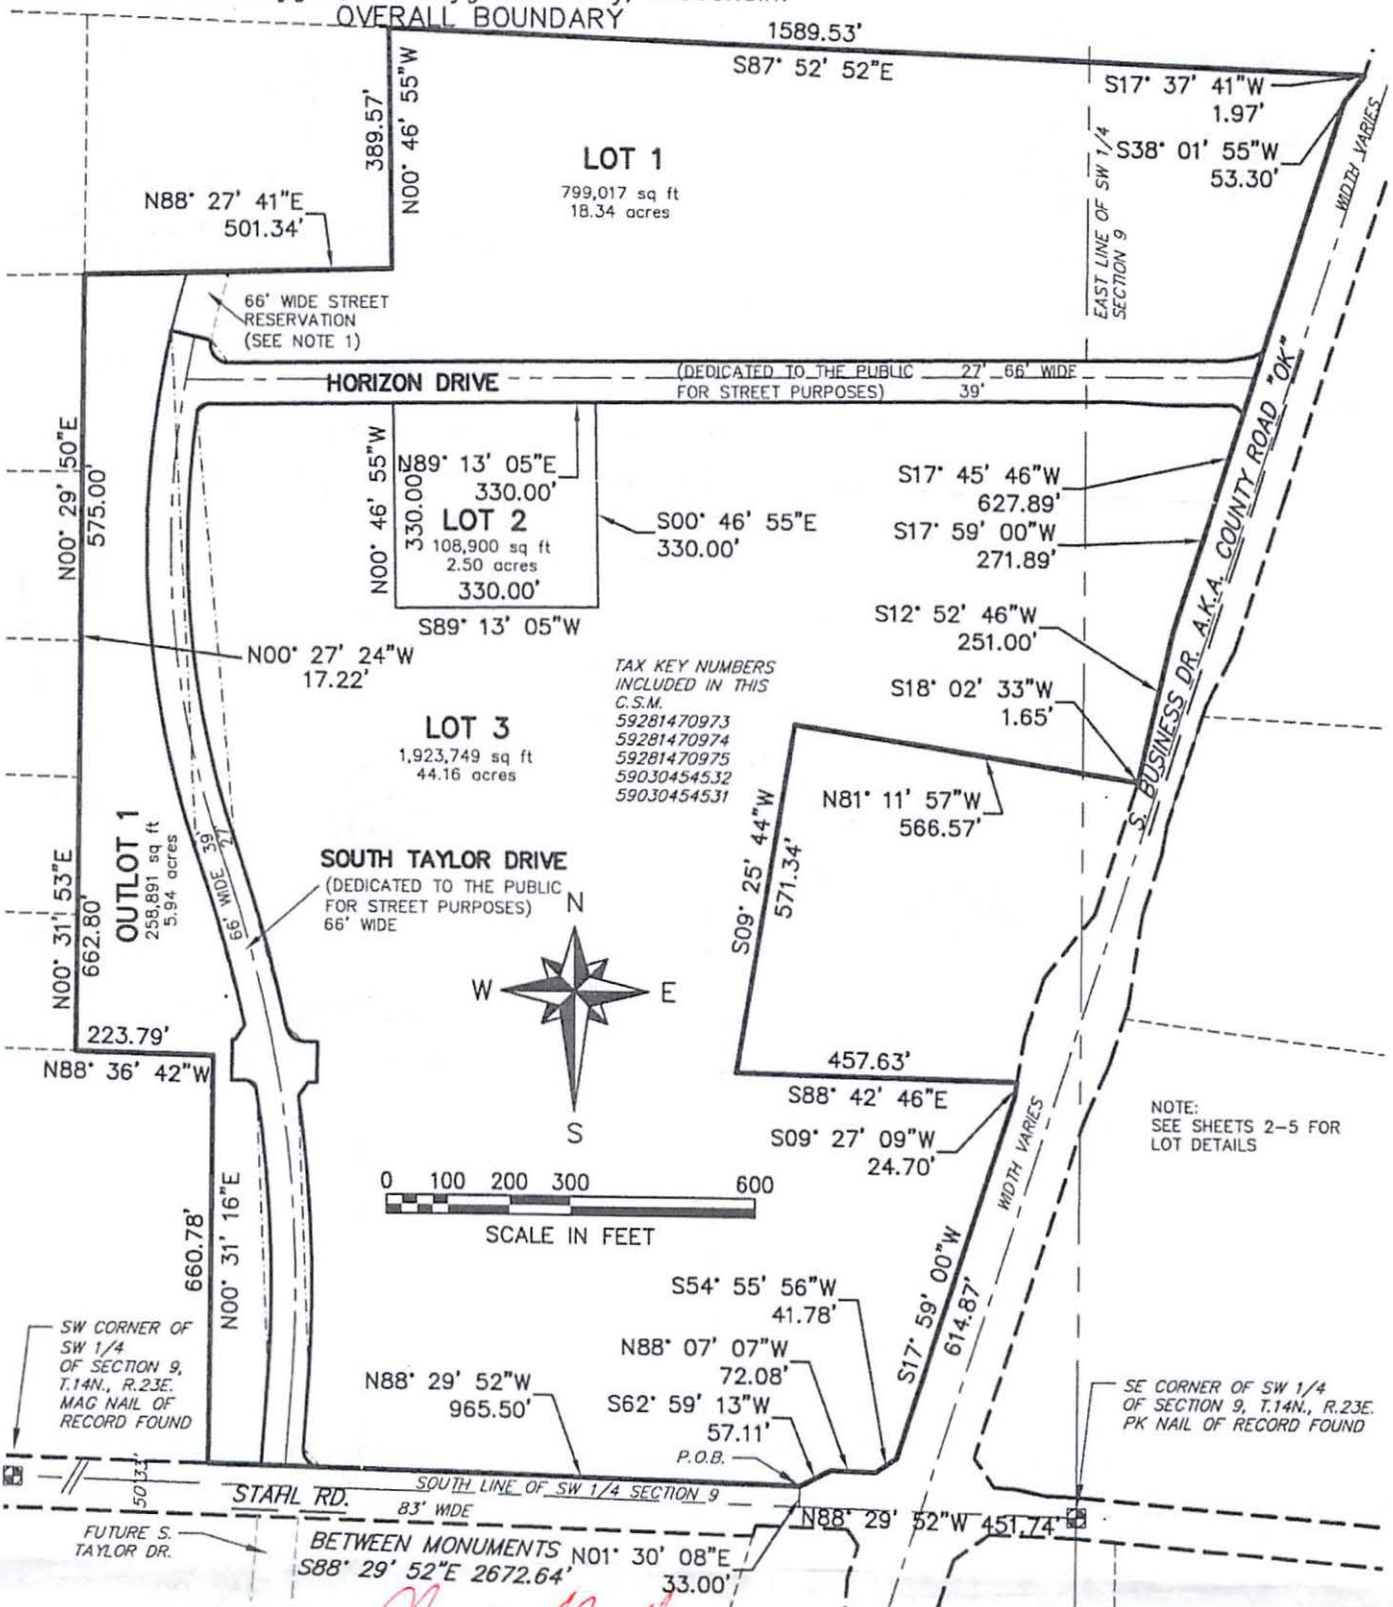 OVERALL BOUNDARY
1589.53'
S87° 52' 52"E
S17° 37' 41"W
1.97'
S38° 01' 55"W
53.30'
WIDTH VARIES
389.57'
N00° 46' 55"W
LOT 1
799,017 sq ft
18.34 acres
EAST LINE OF SW 1/4
SECTION 9
N88° 27' 41"E
501.34'
66' WIDE STREET
RESERVATION
(SEE NOTE 1)
HORIZON DRIVE
(DEDICATED TO THE PUBLIC
FOR STREET PURPOSES)
27' 66' WIDE
39'
N00° 29' 50"E
575.00'
N00° 46' 55"W
330.00'
N89° 13' 05"E
330.00'
LOT 2
108,900 sq ft
2.50 acres
330.00'
S89° 13' 05"W
S00° 46' 55"E
330.00'
S17° 45' 46"W
627.89'
S17° 59' 00"W
271.89'
S12° 52' 46"W
251.00'
S18° 02' 33"W
1.65'
S. BUSINESS DR. A.K.A. COUNTY ROAD "OK"
N00° 27' 24"W
17.22'
TAX KEY NUMBERS
INCLUDED IN THIS
C.S.M.
59281470973
59281470974
59281470975
59030454532
59030454531
LOT 3
1,923,749 sq ft
44.16 acres
N81° 11' 57"W
566.57'
S09° 25' 44"W
571.34'
OUTLOT 1
258,891 sq ft
5.94 acres
66' WIDE 39'
27'
SOUTH TAYLOR DRIVE
(DEDICATED TO THE PUBLIC
FOR STREET PURPOSES)
66' WIDE
N00° 31' 53"E
662.80'
N
W
E
S
223.79'
N88° 36' 42"W
457.63'
S88° 42' 46"E
S09° 27' 09"W
24.70'
WIDTH VARIES
NOTE:
SEE SHEETS 2-5 FOR
LOT DETAILS
0 100 200 300 600
SCALE IN FEET
660.78'
N00° 31' 16"E
S17° 59' 00"W
614.87'
S54° 55' 56"W
41.78'
N88° 07' 07"W
72.08'
S62° 59' 13"W
57.11'
P.O.B.
N88° 29' 52"W
965.50'
SW CORNER OF
SW 1/4
OF SECTION 9,
T.14N., R.23E.
MAG NAIL OF
RECORD FOUND
SE CORNER OF SW 1/4
OF SECTION 9, T.14N., R.23E.
PK NAIL OF RECORD FOUND
50' 33'
SOUTH LINE OF SW 1/4 SECTION 9
STAHL RD.
83' WIDE
N88° 29' 52"W 451.74'
FUTURE S.
TAYLOR DR.
BETWEEN MONUMENTS
S88° 29' 52"E 2672.64'
N01° 30' 08"E
33.00'